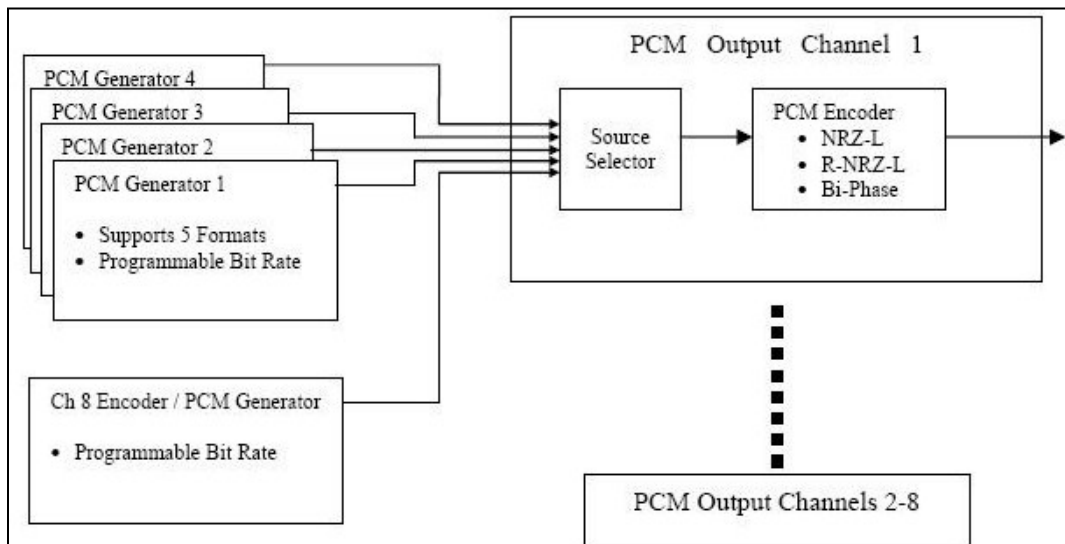 PCM Generator 4
PCM Generator 3
PCM Generator 2
PCM Generator 1
• Supports 5 Formats
• Programmable Bit Rate
Ch 8 Encoder / PCM Generator
• Programmable Bit Rate
PCM Output Channel 1
Source
Selector
PCM Encoder
• NRZ-L
• R-NRZ-L
• Bi-Phase
PCM Output Channels 2-8